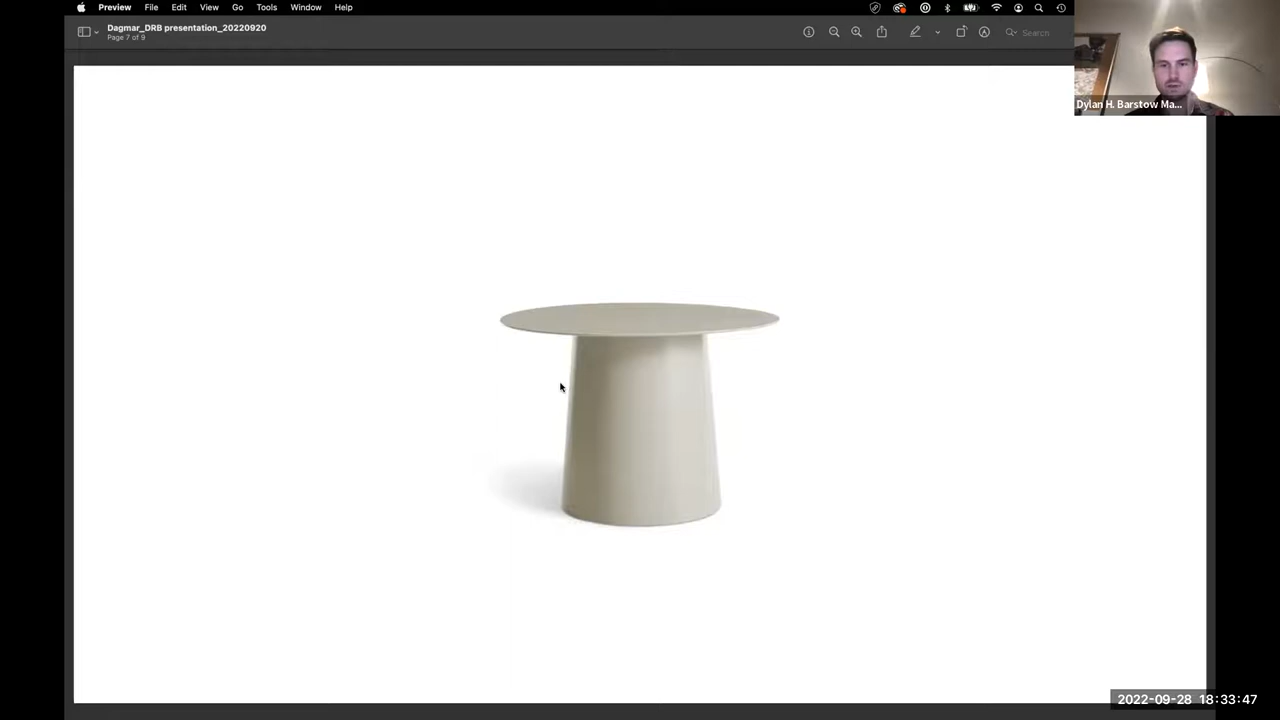 Preview File Edit View Go Tools Window Help
Dagmar_DRB presentation_20220920
Page 7 of 9
Search
Dylan H. Barstow Ma...
2022-09-28 18:33:47